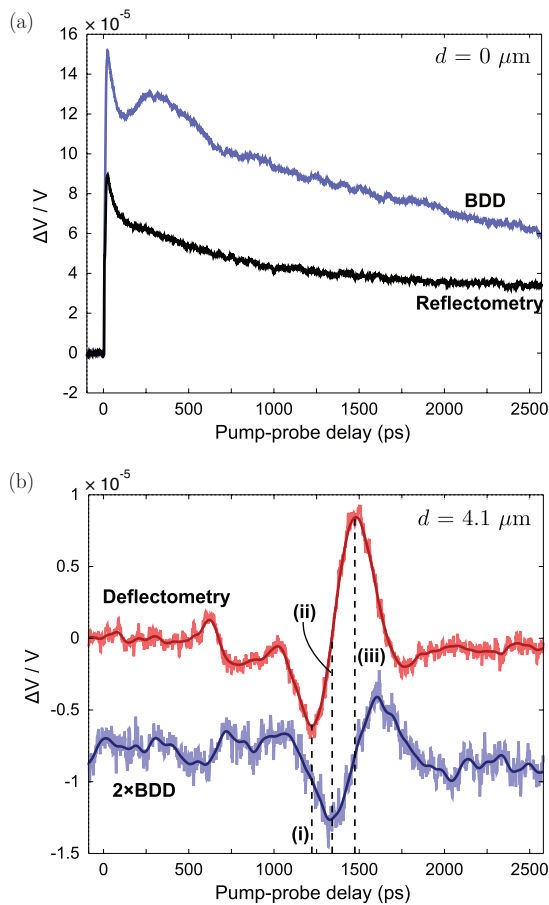 (a)
× 10⁻⁵
16
14
12
10
8
6
4
2
0
-2
ΔV / V
d = 0 μm
BDD
Reflectometry
0 500 1000 1500 2000 2500
Pump-probe delay (ps)
(b)
× 10⁻⁵
1
0.5
0
-0.5
-1
-1.5
ΔV / V
d = 4.1 μm
Deflectometry
(ii)
(iii)
2×BDD
(i)
0 500 1000 1500 2000 2500
Pump-probe delay (ps)